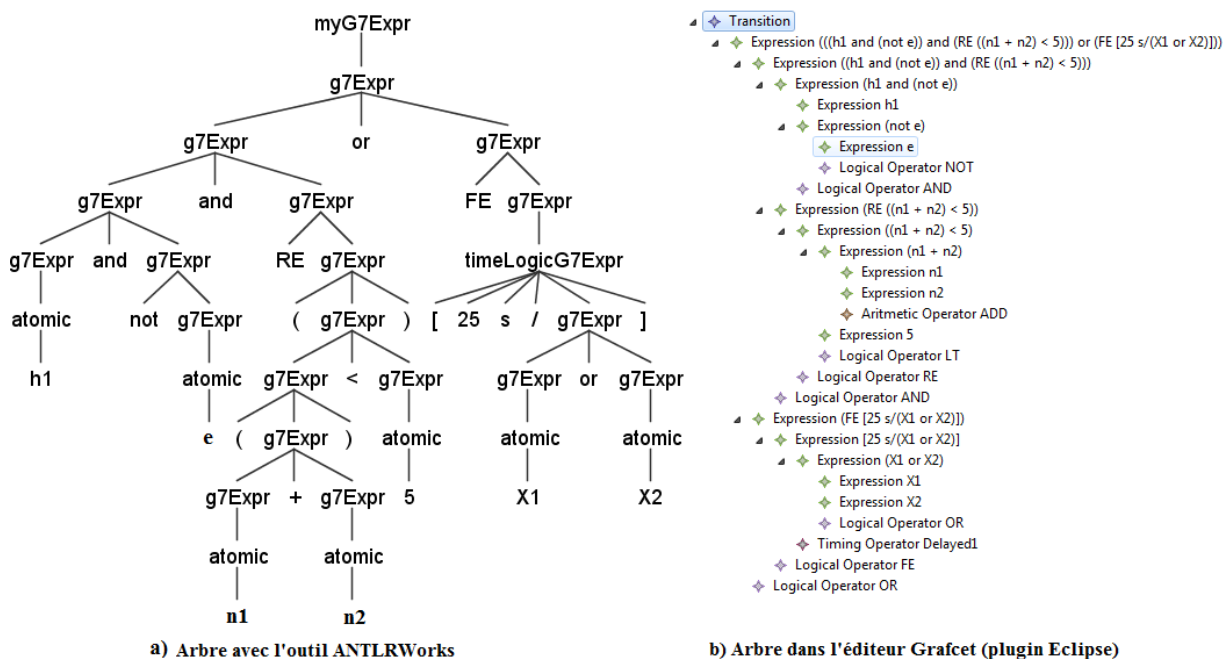 myG7Expr
g7Expr
g7Expr or g7Expr
g7Expr and g7Expr FE g7Expr
g7Expr and g7Expr RE g7Expr timeLogicG7Expr
atomic not g7Expr ( g7Expr ) [ 25 s / g7Expr ]
h1 atomic g7Expr < g7Expr g7Expr or g7Expr
e ( g7Expr ) atomic atomic atomic
g7Expr + g7Expr 5 X1 X2
atomic atomic
n1 n2
a) Arbre avec l'outil ANTLRWorks
Transition
Expression (((h1 and (not e)) and (RE ((n1 + n2) < 5))) or (FE [25 s/(X1 or X2)]))
Expression ((h1 and (not e)) and (RE ((n1 + n2) < 5)))
Expression (h1 and (not e))
Expression h1
Expression (not e)
Expression e
Logical Operator NOT
Logical Operator AND
Expression (RE ((n1 + n2) < 5))
Expression ((n1 + n2) < 5)
Expression (n1 + n2)
Expression n1
Expression n2
Aritmetic Operator ADD
Expression 5
Logical Operator LT
Logical Operator RE
Logical Operator AND
Expression (FE [25 s/(X1 or X2)])
Expression [25 s/(X1 or X2)]
Expression (X1 or X2)
Expression X1
Expression X2
Logical Operator OR
Timing Operator Delayed1
Logical Operator FE
Logical Operator OR
b) Arbre dans l'éditeur Grafcet (plugin Eclipse)